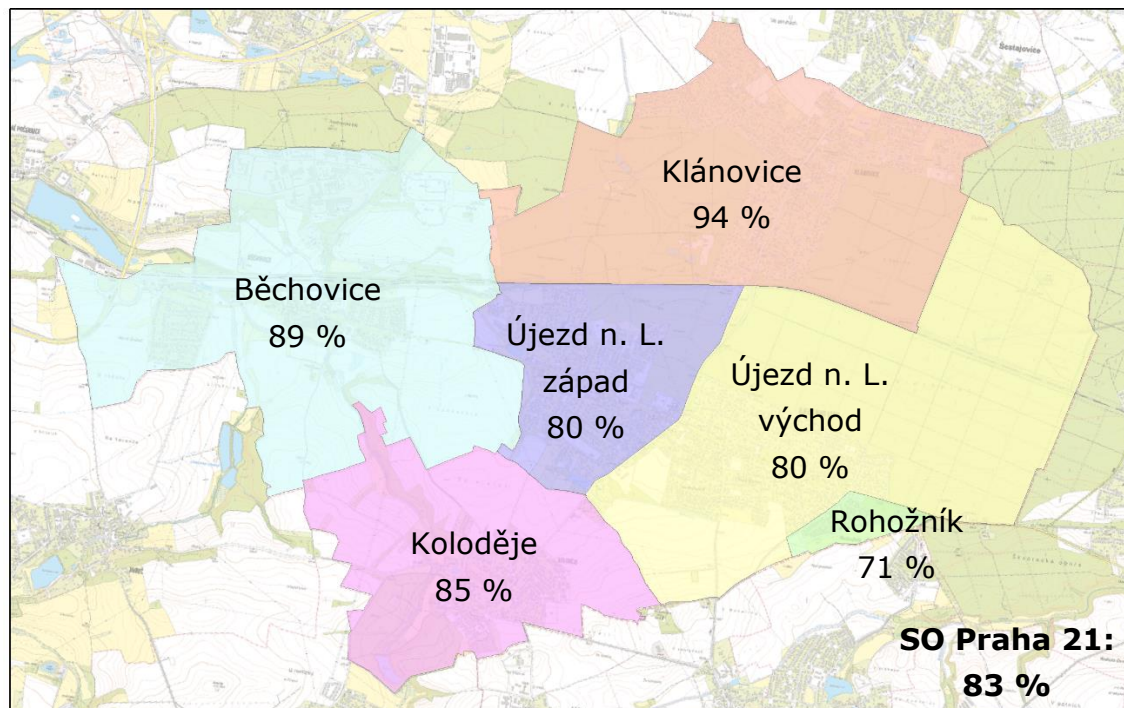 Klánovice
94 %
Běchovice
89 %
Újezd n. L.
západ
80 %
Újezd n. L.
východ
80 %
Rohožník
71 %
Koloděje
85 %
SO Praha 21:
83 %